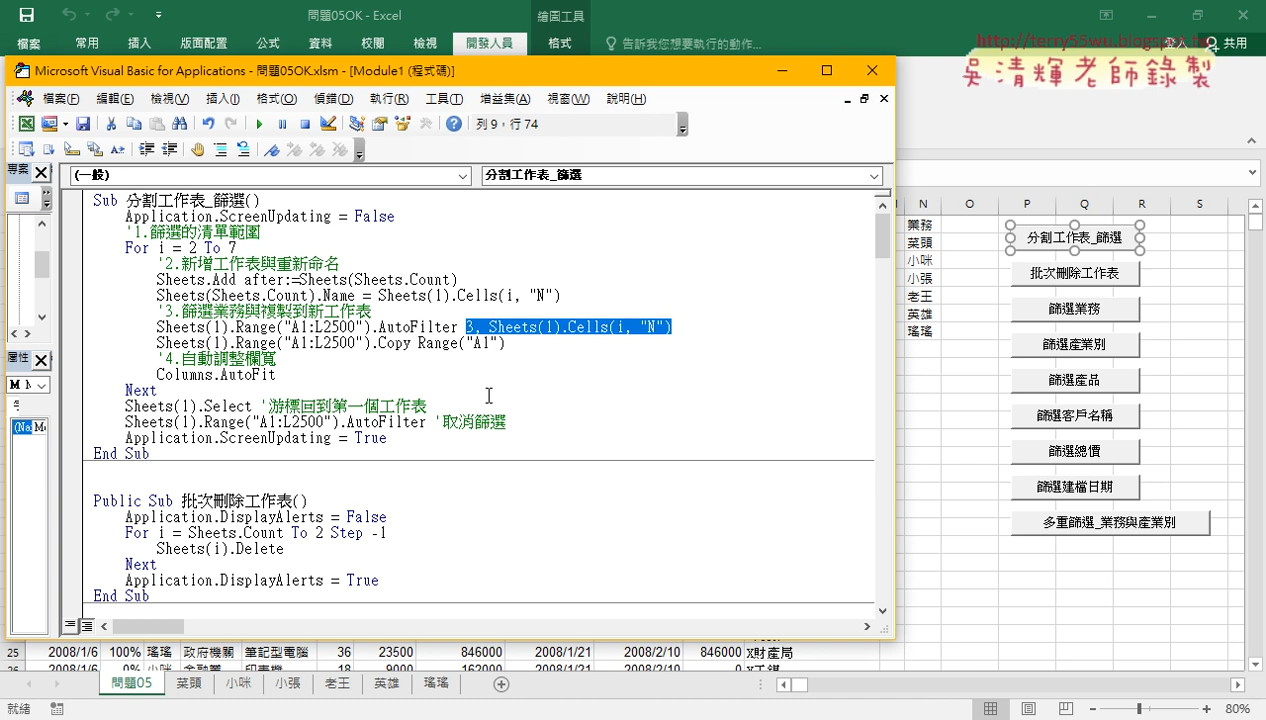 問題05OK - Excel
繪圖工具
檔案 常用 插入 版面配置 公式 資料 校閱 檢視 開發人員 格式 告訴我您想要執行的動作... 登入 共用
http://terry55wu.blogspot.tw
吳清輝老師錄製
Microsoft Visual Basic for Applications - 問題05OK.xlsm - [Module1 (程式碼)]
檔案(F) 編輯(E) 檢視(V) 插入(I) 格式(O) 偵錯(D) 執行(R) 工具(T) 增益集(A) 視窗(W) 說明(H)
列 9，行 74
專案
(一般) 分割工作表_篩選
屬性
Sub 分割工作表_篩選()
Application.ScreenUpdating = False
'1.篩選的清單範圍
For i = 2 To 7
'2.新增工作表與重新命名
Sheets.Add after:=Sheets(Sheets.Count)
Sheets(Sheets.Count).Name = Sheets(1).Cells(i, "N")
'3.篩選業務與複製到新工作表
Sheets(1).Range("A1:L2500").AutoFilter 3, Sheets(1).Cells(i, "N")
Sheets(1).Range("A1:L2500").Copy Range("A1")
'4.自動調整欄寬
Columns.AutoFit
Next
Sheets(1).Select '游標回到第一個工作表
Sheets(1).Range("A1:L2500").AutoFilter '取消篩選
Application.ScreenUpdating = True
End Sub
Public Sub 批次刪除工作表()
Application.DisplayAlerts = False
For i = Sheets.Count To 2 Step -1
Sheets(i).Delete
Next
Application.DisplayAlerts = True
End Sub
N O P Q R S
業務
菜頭
小咪
小張
老王
英雄
瑤瑤
分割工作表_篩選
批次刪除工作表
篩選業務
篩選產業別
篩選產品
篩選客戶名稱
篩選總價
篩選建檔日期
多重篩選_業務與產業別
25 2008/1/6 100% 瑤瑤 政府機關 筆記型電腦 36 23500 846000 2008/1/21 2008/2/10 846000 X財產局
問題05 菜頭 小咪 小張 老王 英雄 瑤瑤
就緒 80%